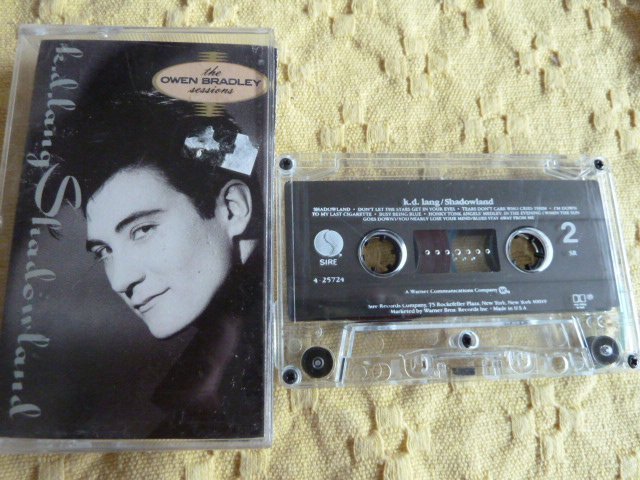 k.d. lang Shadowland
the
OWEN BRADLEY
sessions
k.d. lang/Shadowland
SHADOWLAND • DON'T LET THE STARS GET IN YOUR EYES • TEARS DON'T CARE WHO CRIES THEM • I'M DOWN
TO MY LAST CIGARETTE • BUSY BEING BLUE • HONKY TONK ANGELS' MEDLEY: IN THE EVENING (WHEN THE SUN
GOES DOWN)/YOU NEARLY LOSE YOUR MIND/BLUES STAY AWAY FROM ME
SIRE
2
SR
4-25724
A Warner Communications Company
Sire Records Company, 75 Rockefeller Plaza, New York, New York 10019
Marketed by Warner Bros. Records Inc • Made in U.S.A.